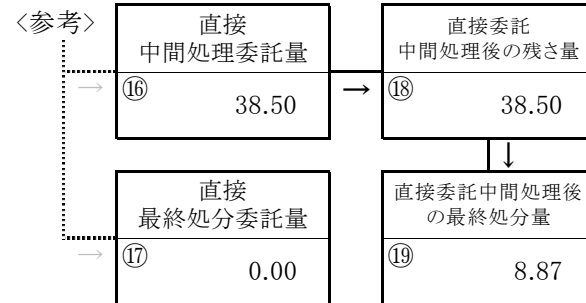 〈参考〉
直接
中間処理委託量
→
⑯
38.50
→
直接委託
中間処理後の残さ量
⑱
38.50
↓
直接
最終処分委託量
→
⑰
0.00
直接委託中間処理後
の最終処分量
⑲
8.87